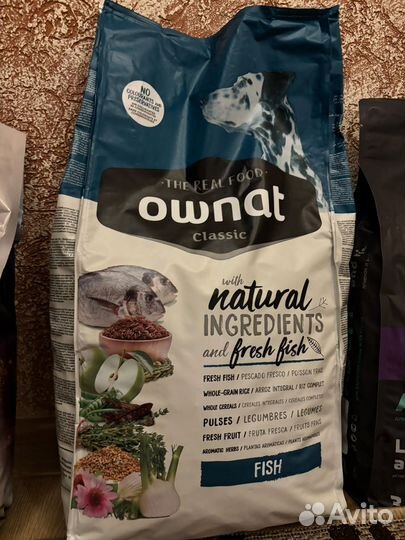 NO
COLOURANTS AND
PRESERVATIVES
THE REAL FOOD
ownat
Classic
with
natural
INGREDIENTS
and fresh fish
FRESH FISH / PESCADO FRESCO / POISSON FRAIS
WHOLE-GRAIN RICE / ARROZ INTEGRAL / RIZ COMPLET
WHOLE CEREALS / CEREALES INTEGRALES / CÉRÉALES COMPLÈTES
PULSES / LEGUMBRES / LÉGUMES
FRESH FRUIT / FRUTA FRESCA / FRUITS FRAIS
AROMATIC HERBS / PLANTAS AROMÁTICAS / PLANTES AROMATIQUES
FISH
Avito